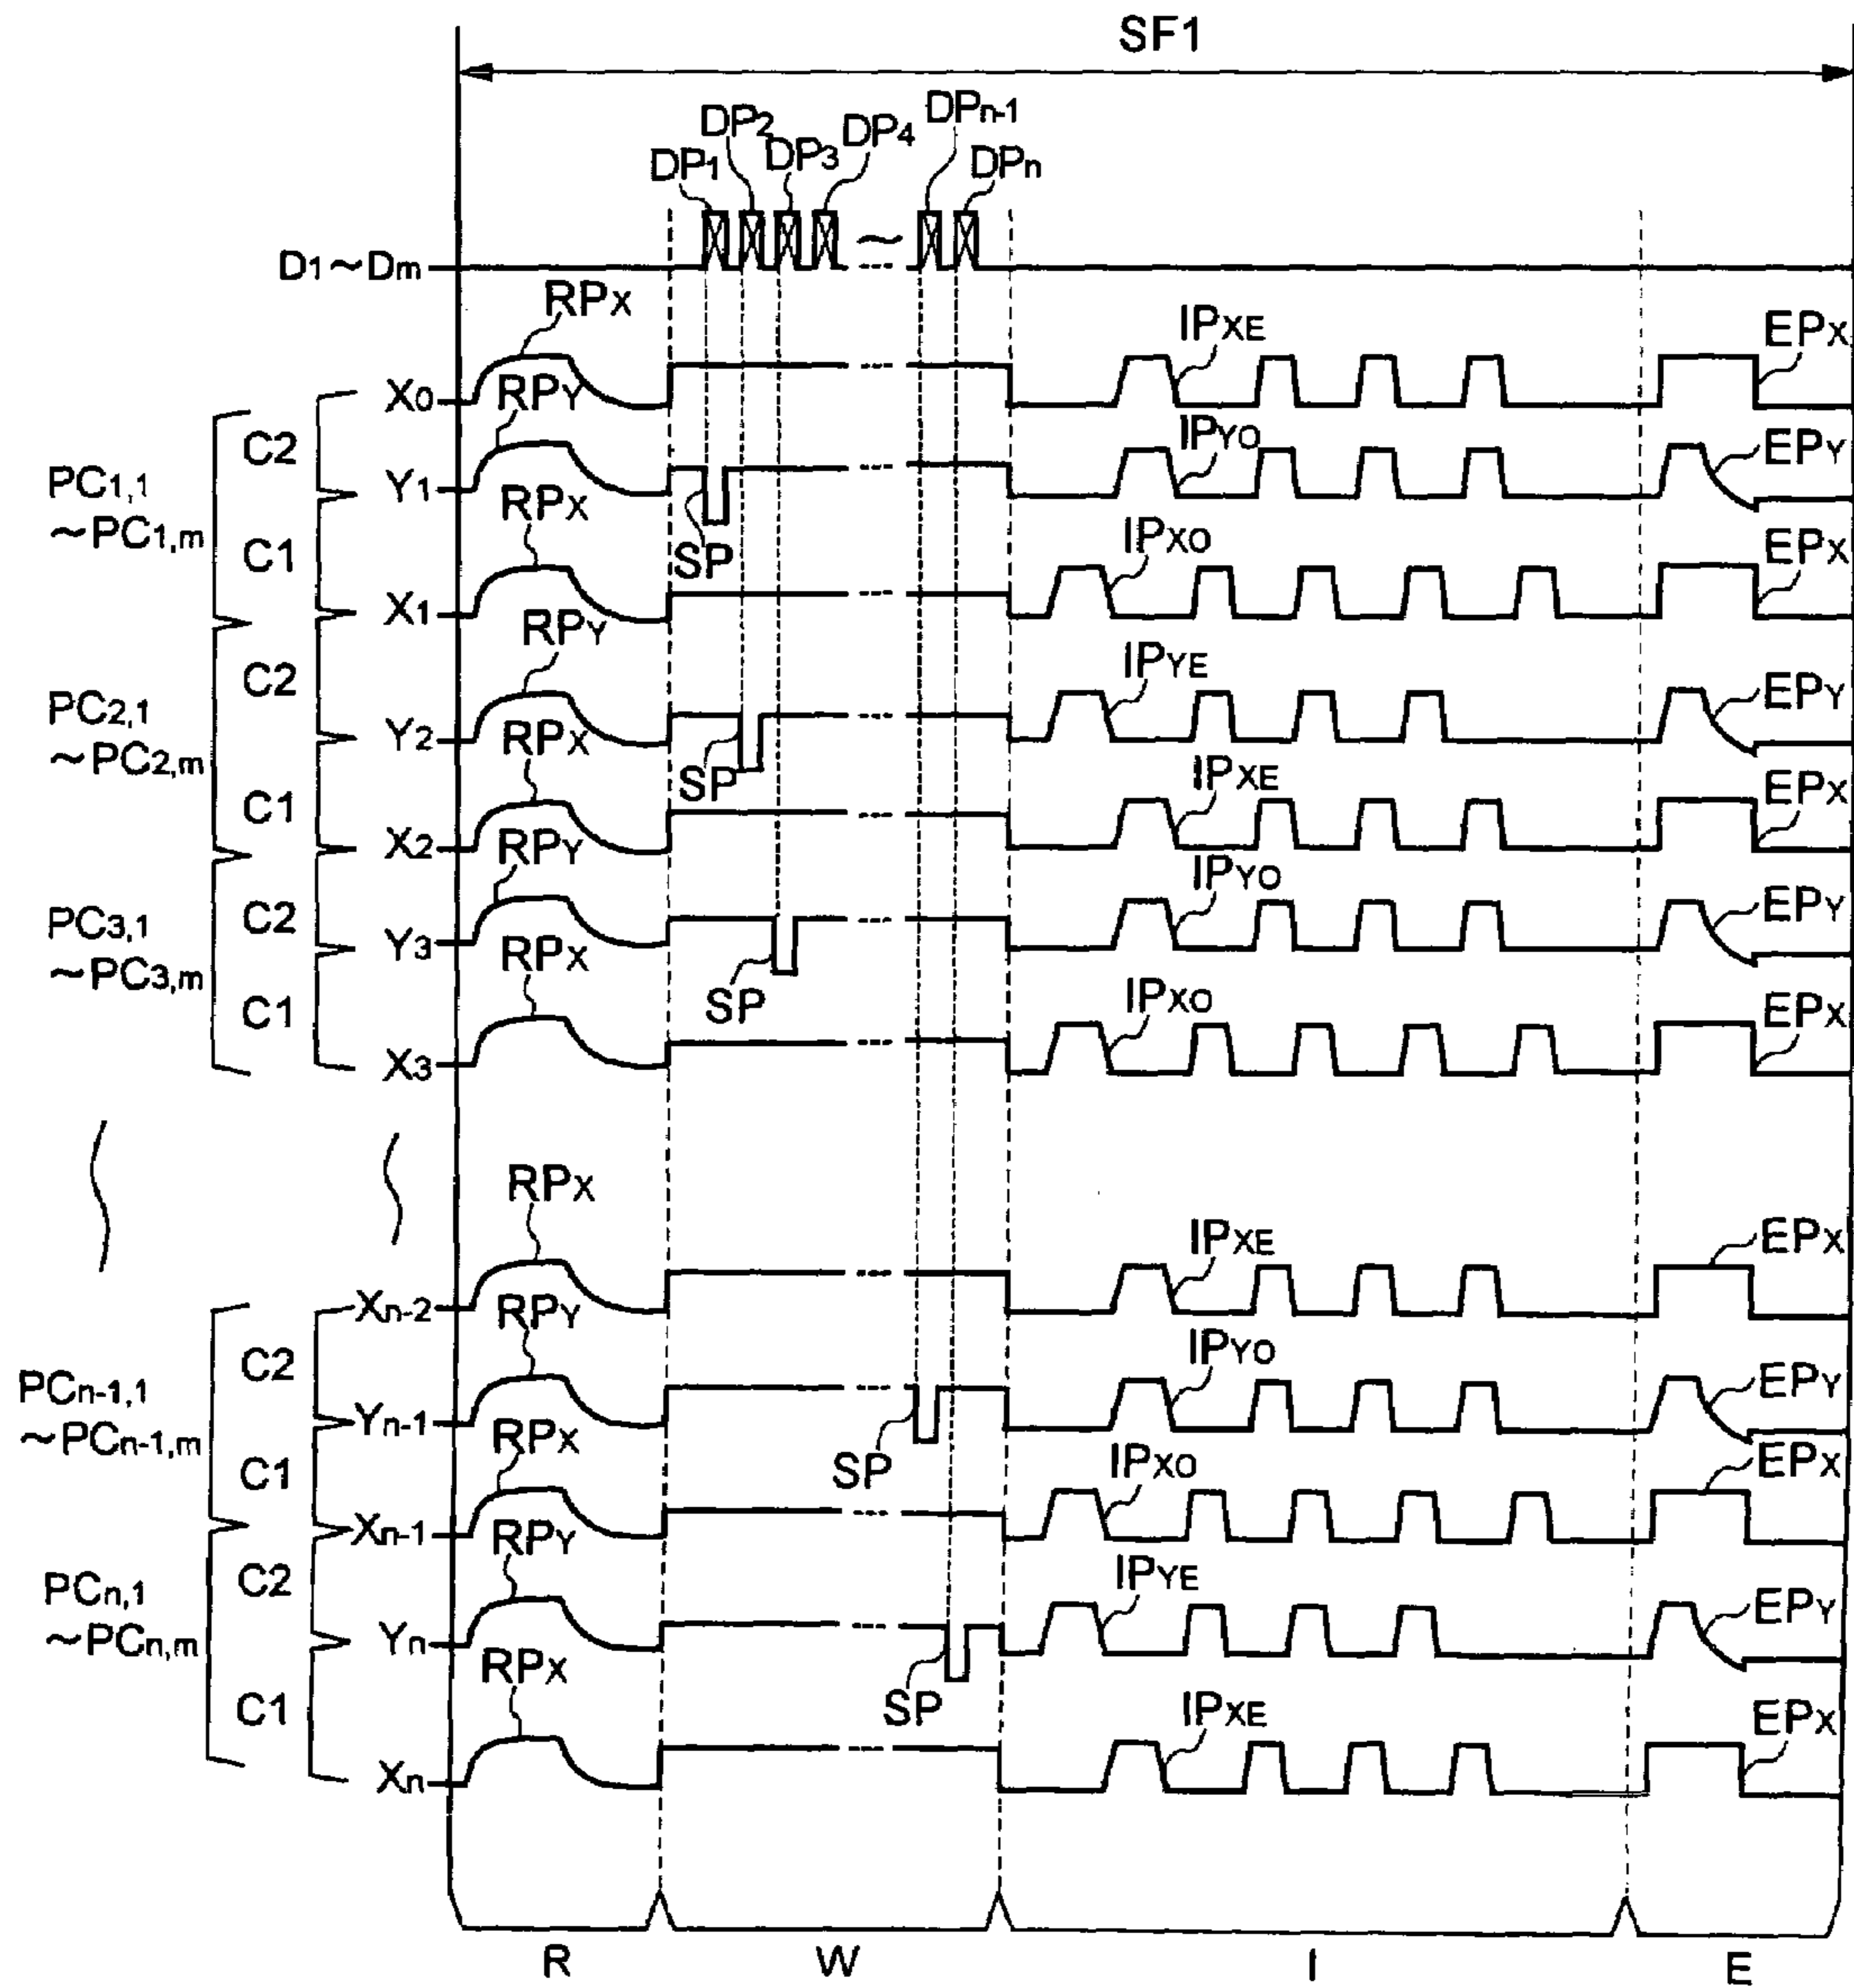 SF1
DP1 DP2 DP3 DP4 DPn-1 DPn
D1~Dm
RPX IPXE EPX
X0
RPY IPYO EPY
C2
PC1,1
~PC1,m
Y1
SP
RPX IPXO EPX
C1
X1
RPY IPYE EPY
C2
PC2,1
~PC2,m
Y2
SP
RPX IPXE EPX
C1
X2
RPY IPYO EPY
C2
PC3,1
~PC3,m
Y3
SP
RPX IPXO EPX
C1
X3
RPX IPXE EPX
Xn-2
RPY IPYO EPY
C2
PCn-1,1
~PCn-1,m
Yn-1
SP
RPX IPXO EPX
C1
Xn-1
RPY IPYE EPY
C2
PCn,1
~PCn,m
Yn
SP
RPX IPXE EPX
C1
Xn
R W I E